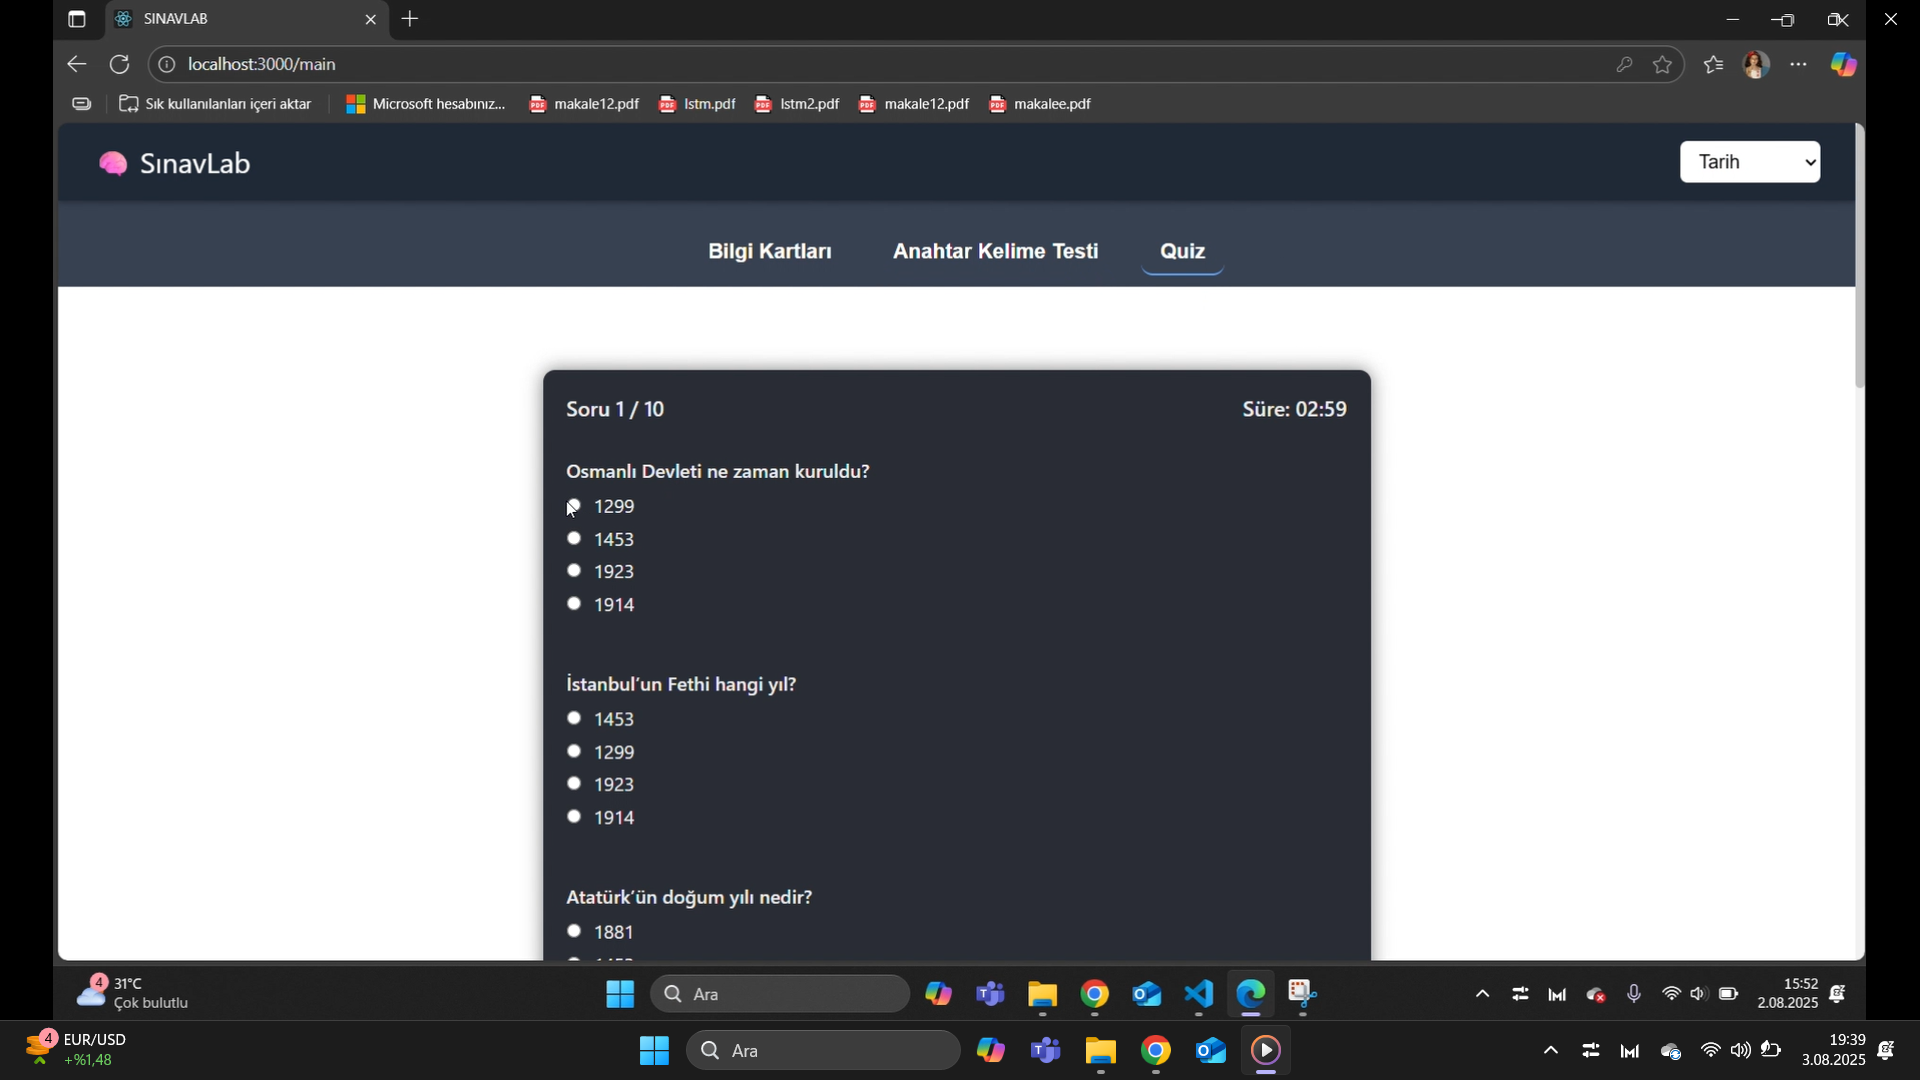 SINAVLAB
localhost:3000/main
Sık kullanılanları içeri aktar
Microsoft hesabınız...
makale12.pdf
lstm.pdf
lstm2.pdf
makale12.pdf
makalee.pdf
SınavLab
Tarih
Bilgi Kartları
Anahtar Kelime Testi
Quiz
Soru 1 / 10
Süre: 02:59
Osmanlı Devleti ne zaman kuruldu?
1299
1453
1923
1914
İstanbul'un Fethi hangi yıl?
1453
1299
1923
1914
Atatürk'ün doğum yılı nedir?
1881
4
31°C
Çok bulutlu
Ara
15:52
2.08.2025
4
EUR/USD
+%1,48
Ara
19:39
3.08.2025